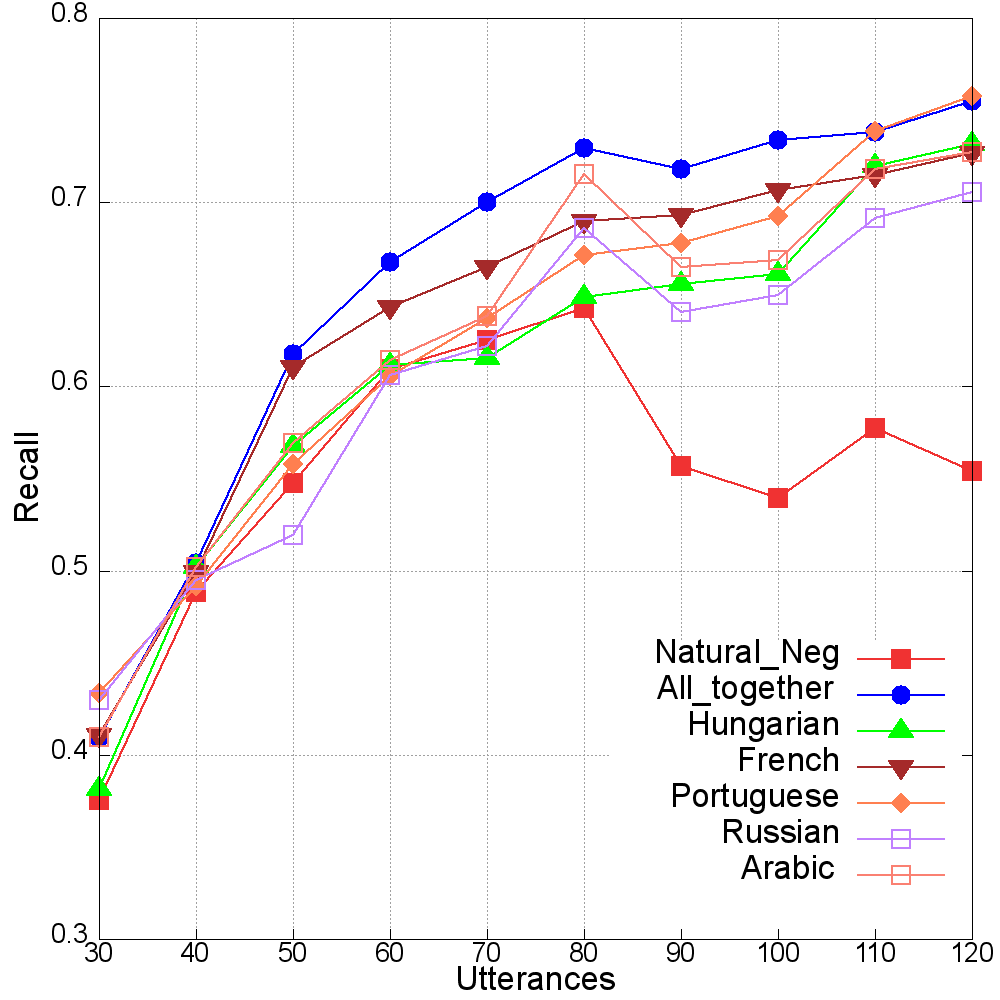 0.8
0.7
0.6
0.5
0.4
0.3
Recall
30 40 50 60 70 80 90 100 110 120
Utterances
Natural_Neg
All_together
Hungarian
French
Portuguese
Russian
Arabic